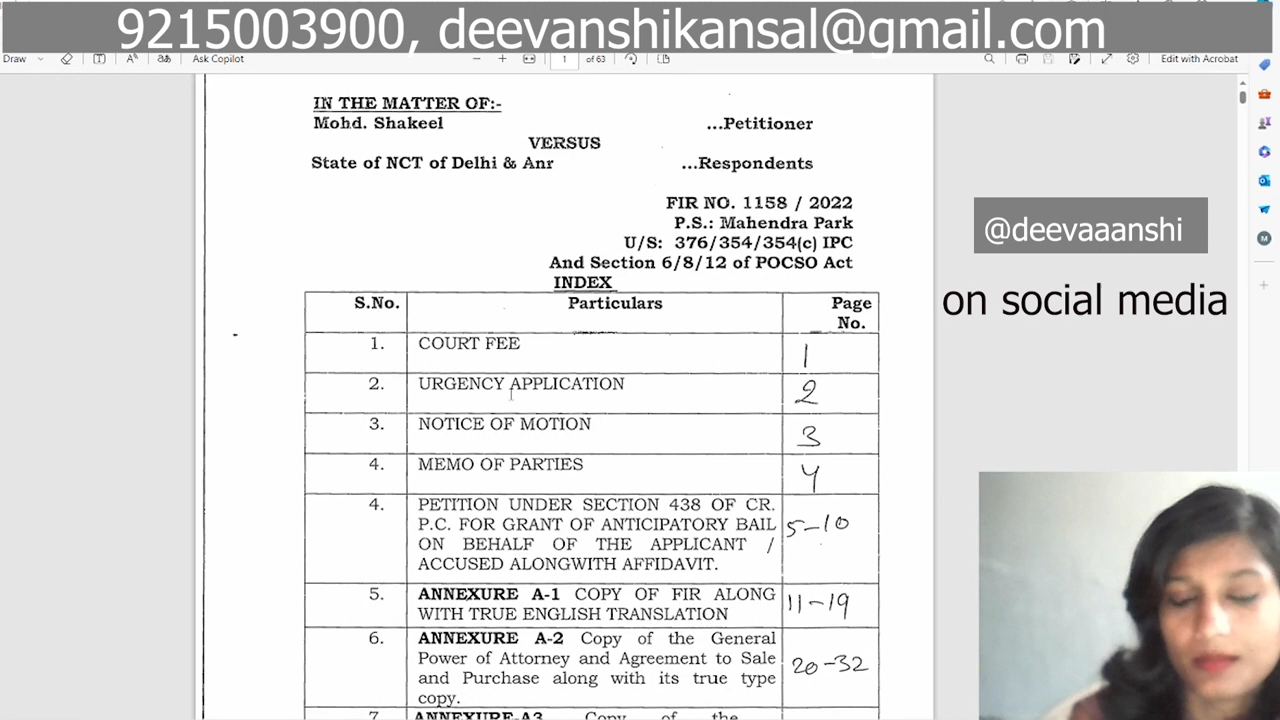 9215003900, deevanshikansal@gmail.com
Draw
Ask Copilot
1 of 63
Edit with Acrobat
IN THE MATTER OF:-
Mohd. Shakeel ...Petitioner
VERSUS
State of NCT of Delhi & Anr ...Respondents
FIR NO. 1158 / 2022
P.S.: Mahendra Park
U/S: 376/354/354(c) IPC
And Section 6/8/12 of POCSO Act
INDEX
S.No. Particulars Page
No.
1. COURT FEE 1
2. URGENCY APPLICATION 2
3. NOTICE OF MOTION 3
4. MEMO OF PARTIES 4
4. PETITION UNDER SECTION 438 OF CR.
P.C. FOR GRANT OF ANTICIPATORY BAIL 5-10
ON BEHALF OF THE APPLICANT /
ACCUSED ALONGWITH AFFIDAVIT.
5. ANNEXURE A-1 COPY OF FIR ALONG 11-19
WITH TRUE ENGLISH TRANSLATION
6. ANNEXURE A-2 Copy of the General
Power of Attorney and Agreement to Sale 20-32
and Purchase along with its true type
copy.
7. ANNEXURE-A3 Copy of the
@deevaaanshi
on social media
M